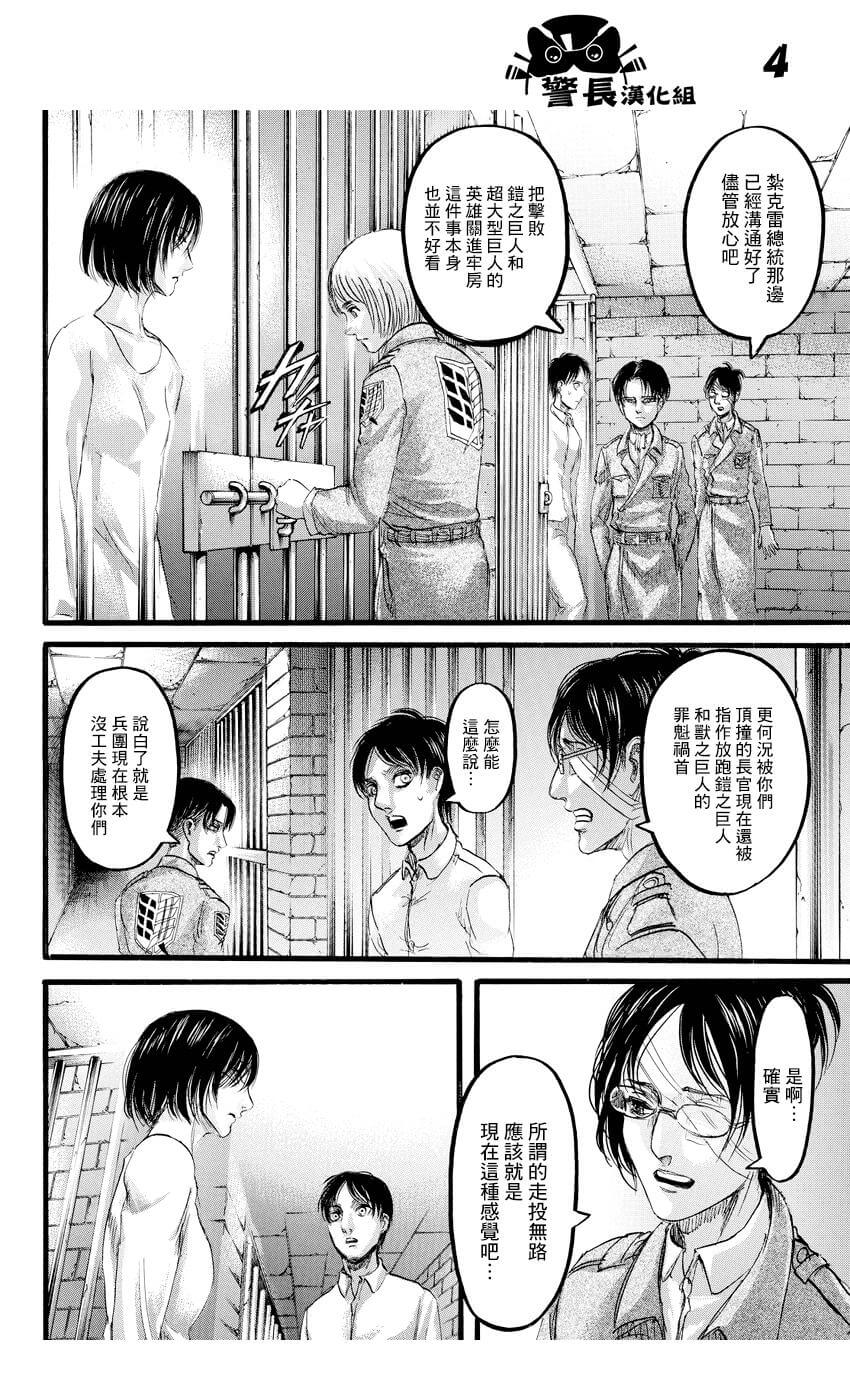 警長漢化組
4
紮克雷總統那邊
已經溝通好了
儘管放心吧
把擊敗
鎧之巨人和
超大型巨人的
英雄關進牢房
這件事本身
也並不好看
ガチャ
更何況被你們
頂撞的長官現在還被
指作放跑鎧之巨人
和獸之巨人的
罪魁禍首
怎麼能
這麼說…
說白了就是
兵團現在根本
沒工夫處理你們
是啊…
確實
所謂的走投無路
應該就是
現在這種感覺吧…